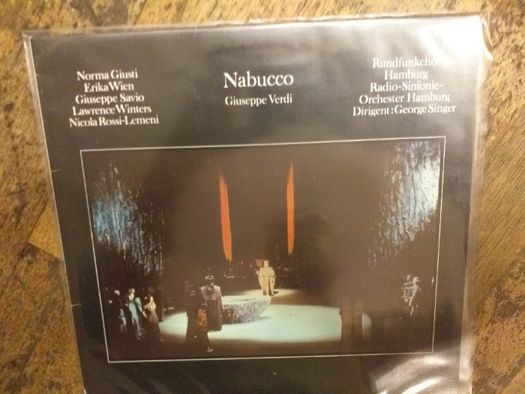 Norma Giusti
Erika Wien
Giuseppe Savio
Lawrence Winters
Nicola Rossi-Lemeni
Nabucco
Giuseppe Verdi
Rundfunkchor
Hamburg
Radio-Sinfonie-
Orchester Hamburg
Dirigent: George Singer